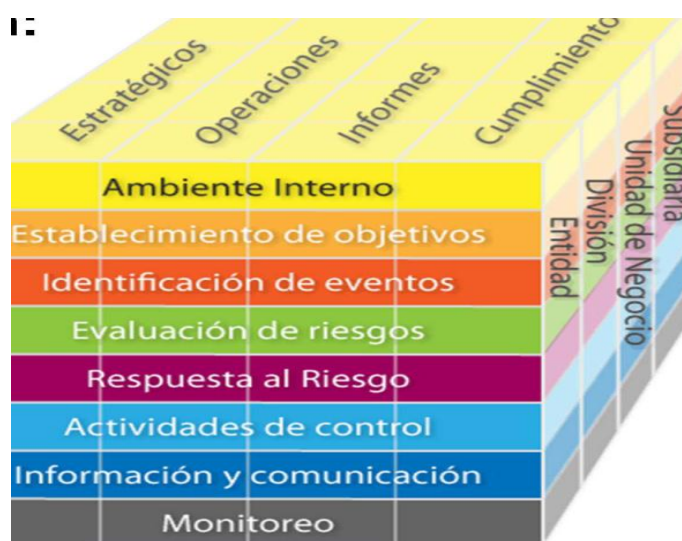 Estratégicos
Operaciones
Informes
Cumplimiento
Ambiente Interno
Establecimiento de objetivos
Identificación de eventos
Evaluación de riesgos
Respuesta al Riesgo
Actividades de control
Información y comunicación
Monitoreo
Entidad
División
Unidad de Negocio
Subsidiaria